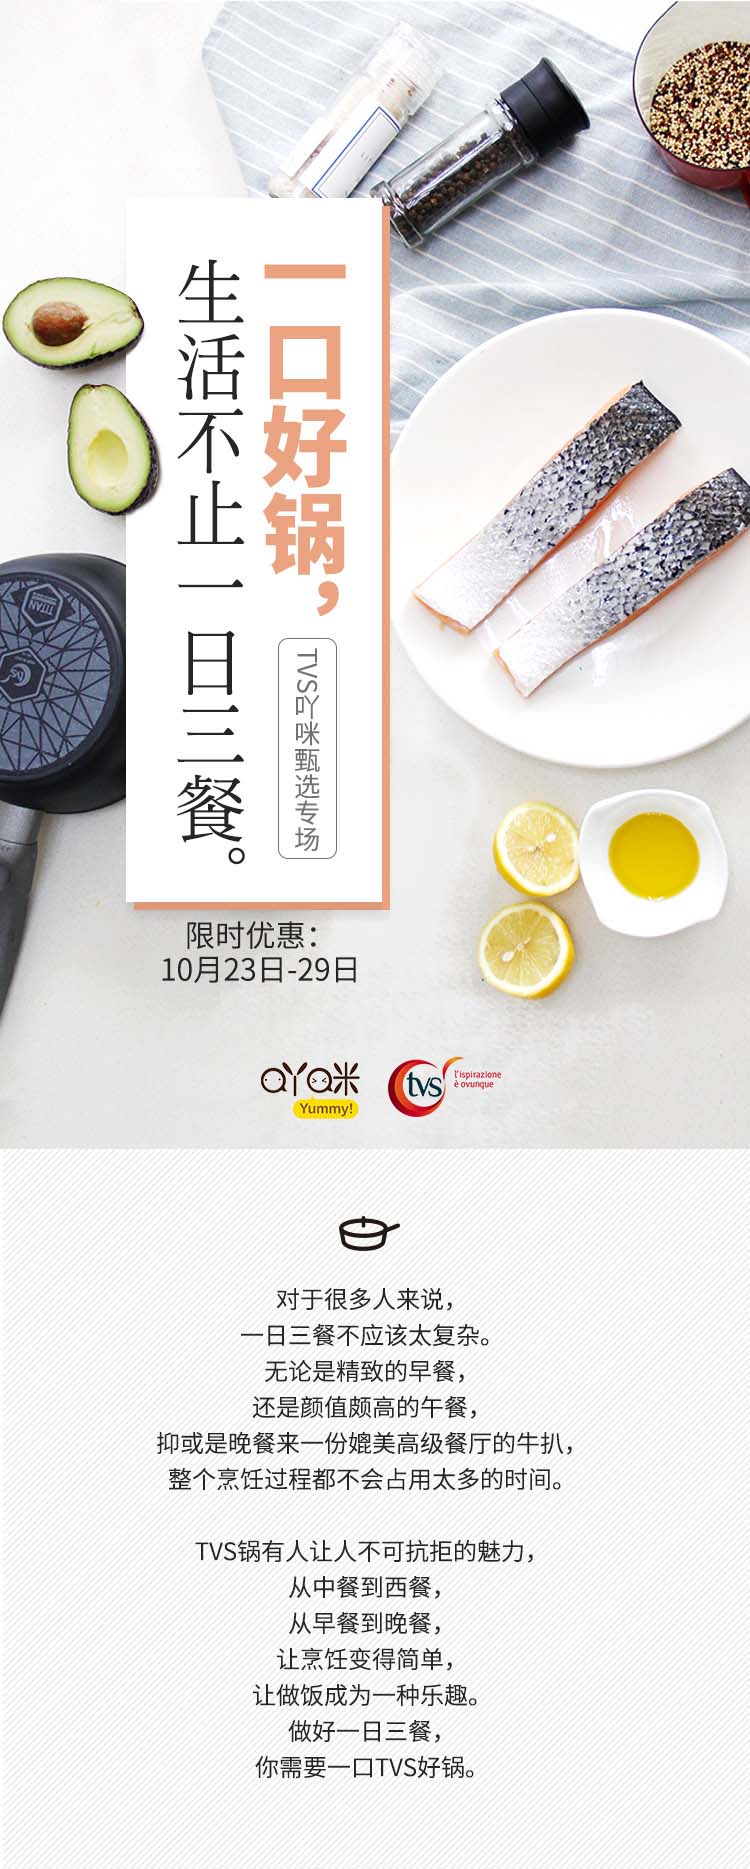 一口好锅，
生活不止一日三餐。
TVS吖咪甄选专场
TITAN
限时优惠：
10月23日-29日
吖咪
Yummy!
tvs
l'ispirazione
è ovunque
对于很多人来说，
一日三餐不应该太复杂。
无论是精致的早餐，
还是颜值颇高的午餐，
抑或是晚餐来一份媲美高级餐厅的牛扒，
整个烹饪过程都不会占用太多的时间。
TVS锅有人让人不可抗拒的魅力，
从中餐到西餐，
从早餐到晚餐，
让烹饪变得简单，
让做饭成为一种乐趣。
做好一日三餐，
你需要一口TVS好锅。